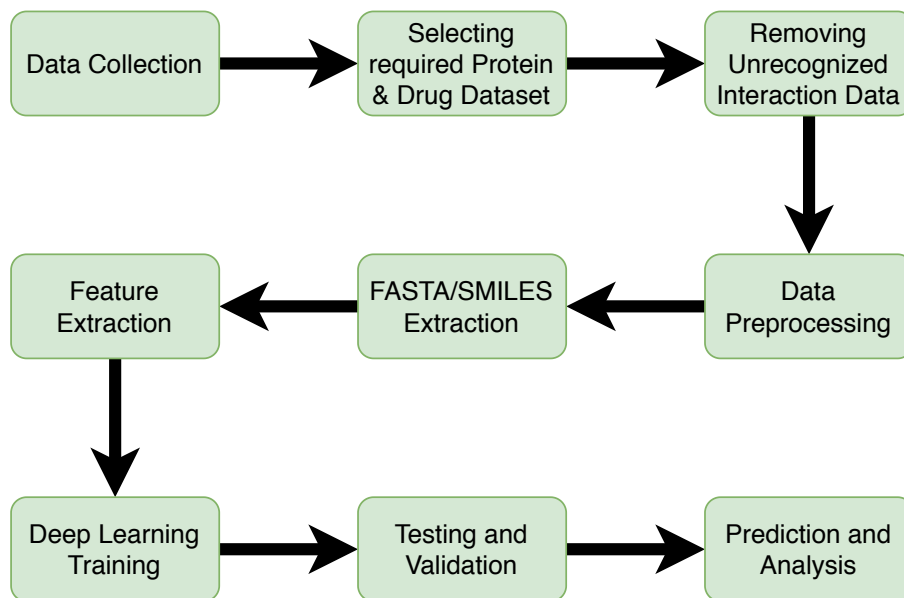 Data Collection
Selecting
required Protein
& Drug Dataset
Removing
Unrecognized
Interaction Data
Data
Preprocessing
FASTA/SMILES
Extraction
Feature
Extraction
Deep Learning
Training
Testing and
Validation
Prediction and
Analysis